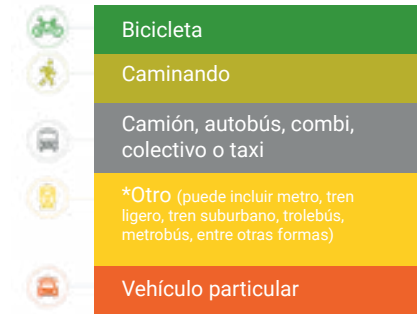 Bicicleta
Caminando
Camión, autobús, combi,
colectivo o taxi
*Otro (puede incluir metro, tren
ligero, tren suburbano, trolebús,
metrobús, entre otras formas)
Vehículo particular